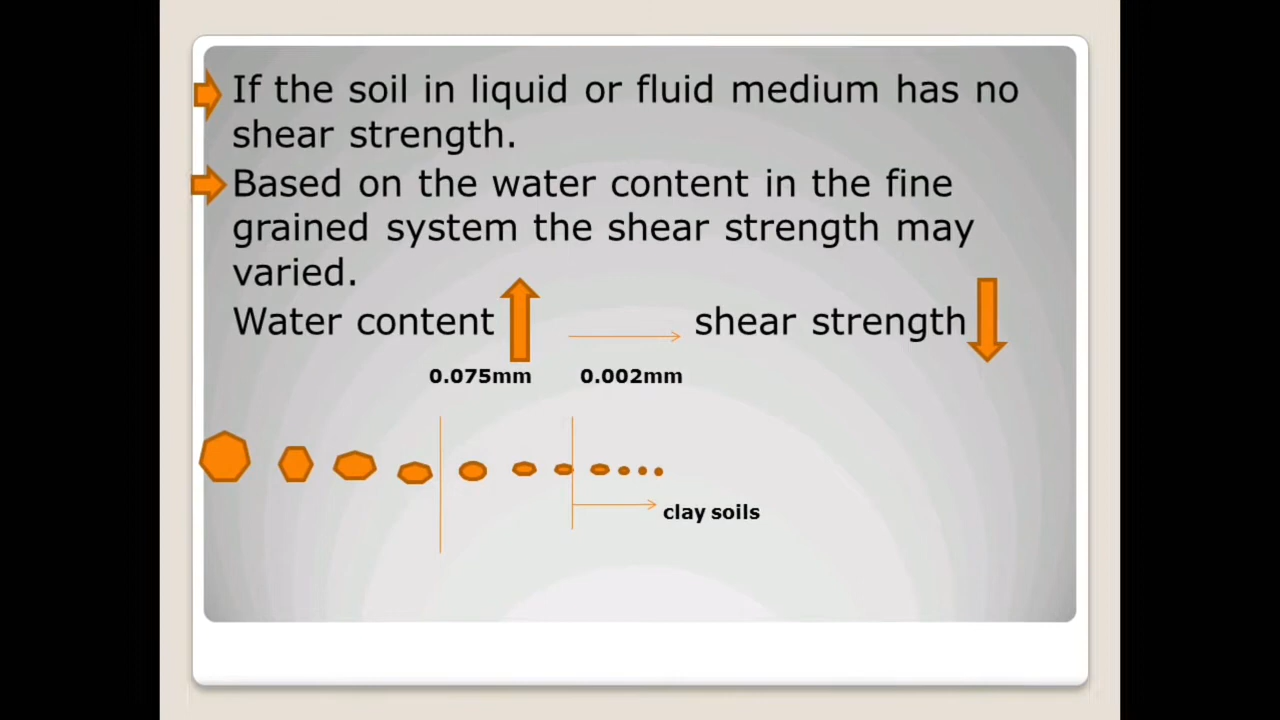 If the soil in liquid or fluid medium has no
shear strength.
Based on the water content in the fine
grained system the shear strength may
varied.
Water content shear strength
0.075mm 0.002mm
clay soils